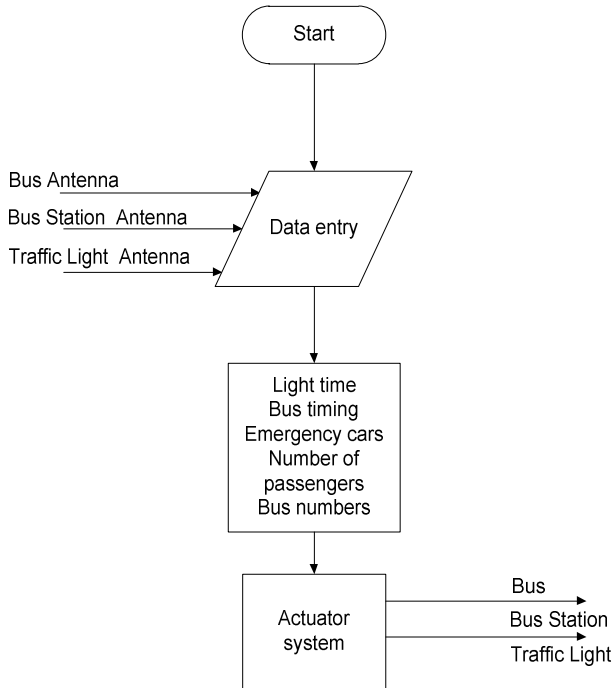 Start
Bus Antenna
Bus Station Antenna
Traffic Light Antenna
Data entry
Light time
Bus timing
Emergency cars
Number of
passengers
Bus numbers
Actuator
system
Bus
Bus Station
Traffic Light